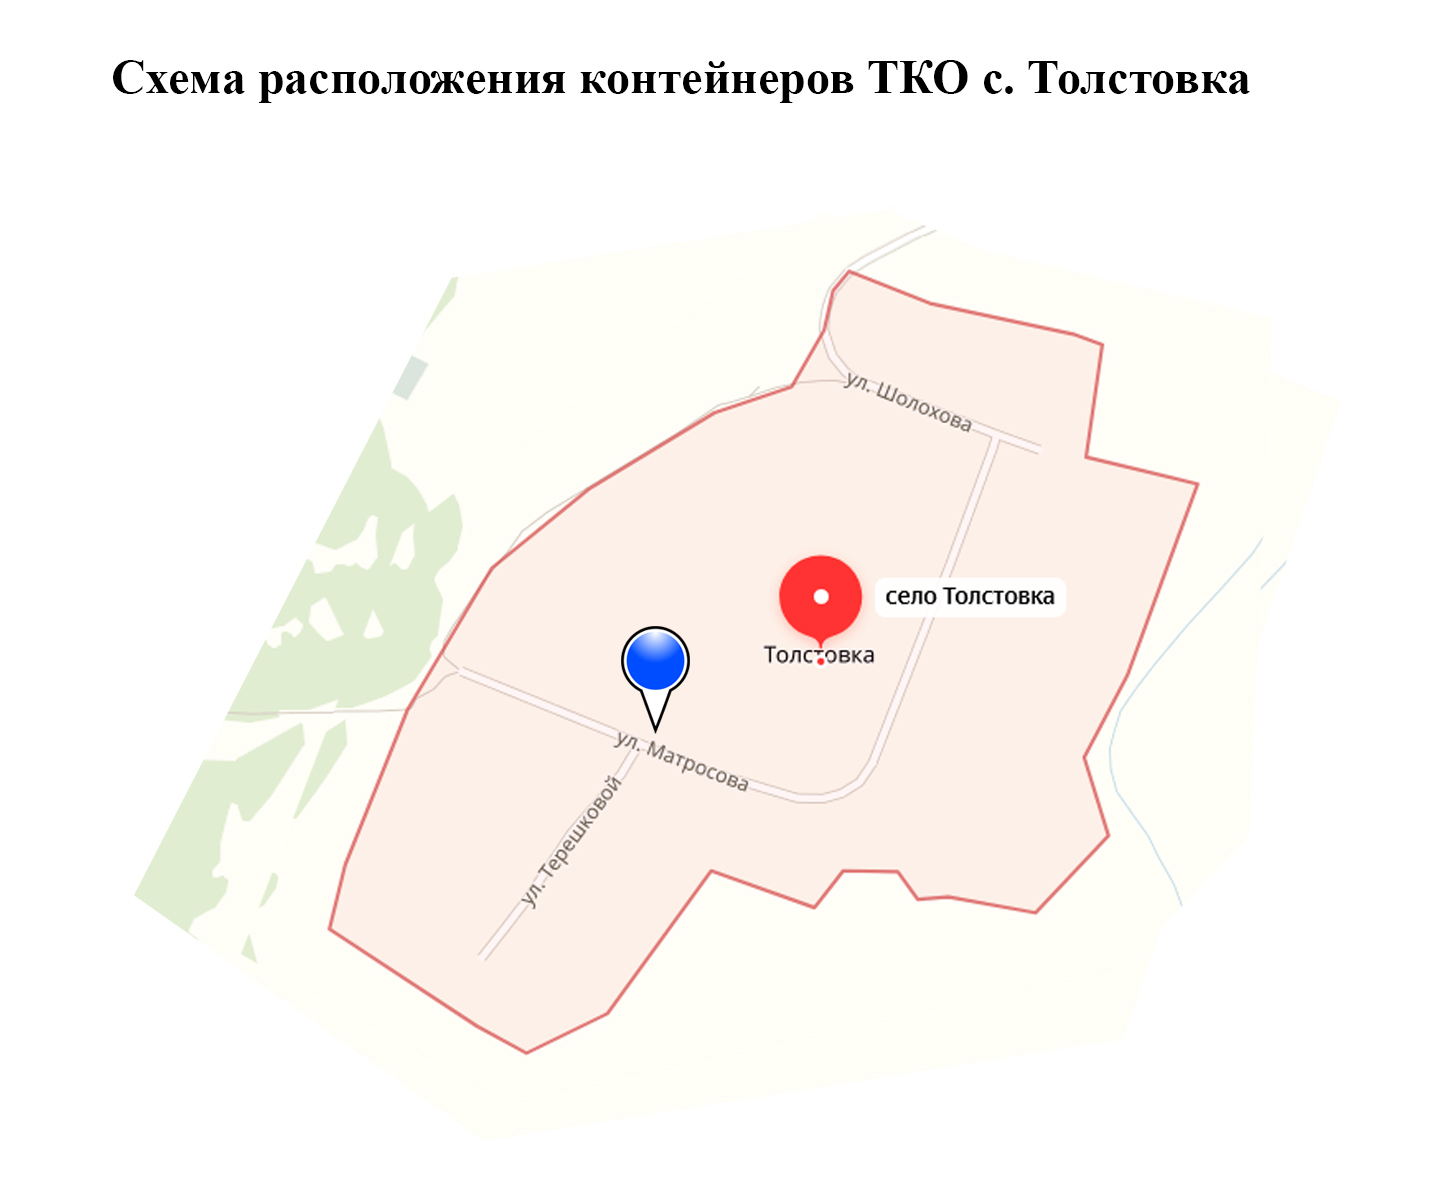 Схема расположения контейнеров ТКО с. Толстовка
ул. Шолохова
село Толстовка
Толстовка
ул. Матросова
ул. Терешковой